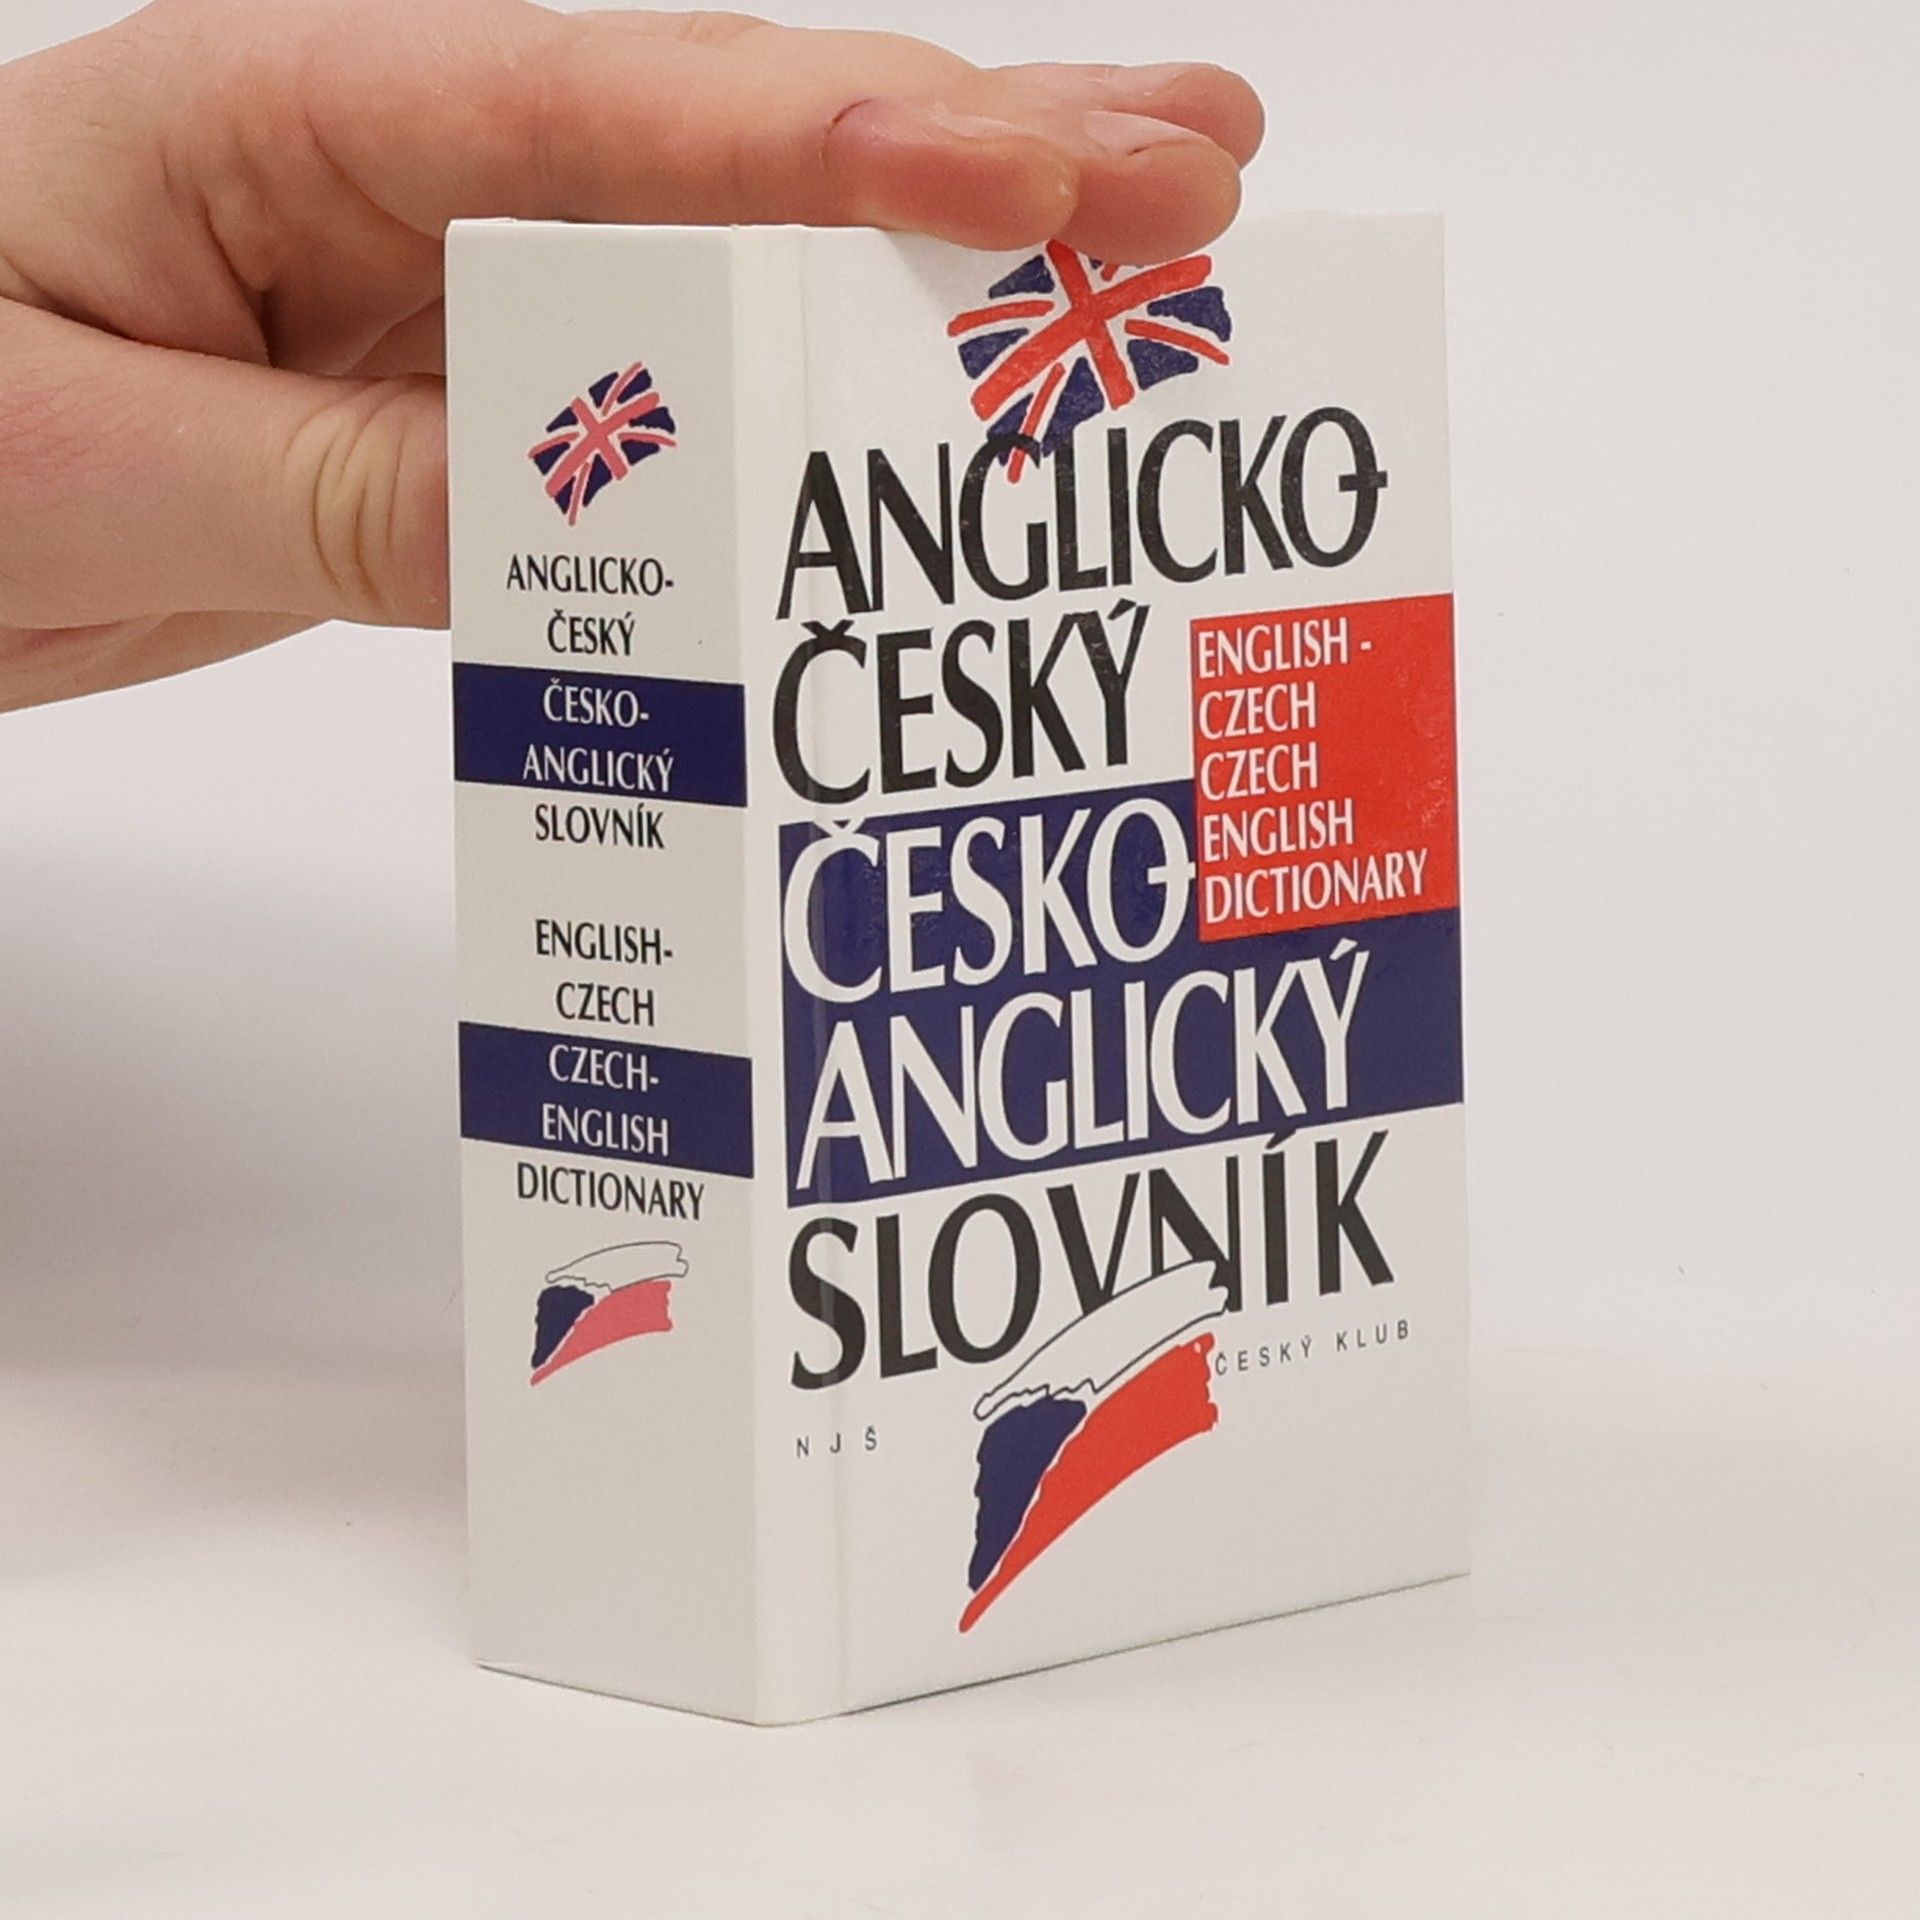 ANGLICKO-
ČESKÝ
ČESKO-
ANGLICKÝ
SLOVNÍK
ENGLISH-
CZECH
CZECH-
ENGLISH
DICTIONARY
ANGLICKO-
ČESKÝ
ENGLISH -
CZECH
CZECH
ENGLISH
DICTIONARY
ČESKO-
ANGLICKÝ
SLOVNÍK
NJŠ
ČESKÝ KLUB